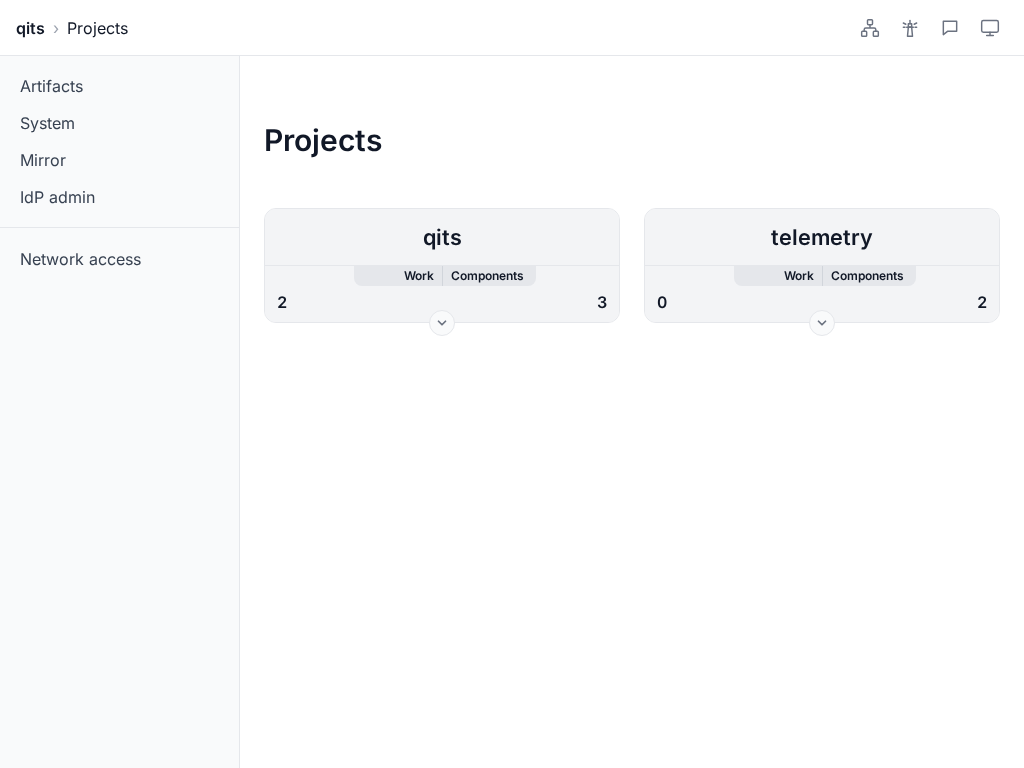 qits › Projects
Artifacts
System
Mirror
IdP admin
Network access
Projects
qits
Work Components
2 3
telemetry
Work Components
0 2